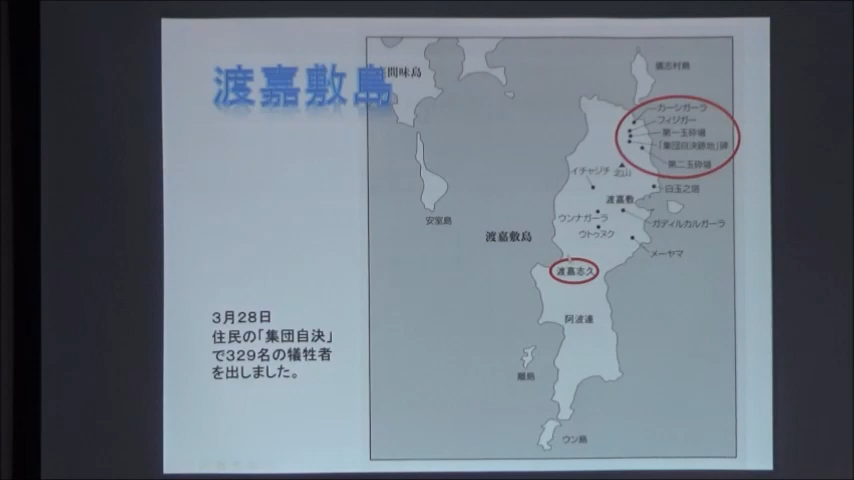 渡嘉敷島
座間味島
儀志村島
カーシガーラ
フィジガー
第一玉砕場
「集団自決跡地」碑
第二玉砕場
イチャジチ
北山
白玉之塔
渡嘉敷
安室島
ウンナガーラ
ガディルカルガーラ
渡嘉敷島
ウトゥスク
メーヤマ
渡嘉志久
阿波連
離島
ウン島
3月28日
住民の「集団自決」
で329名の犠牲者
を出しました。